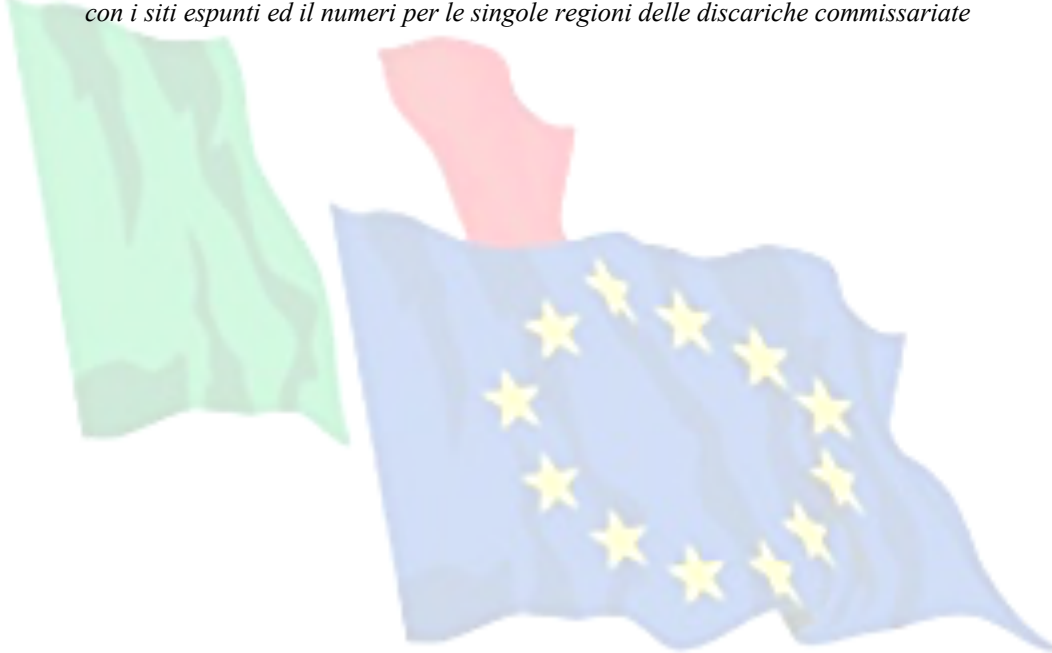 con i siti espunti ed il numeri per le singole regioni delle discariche commissariate